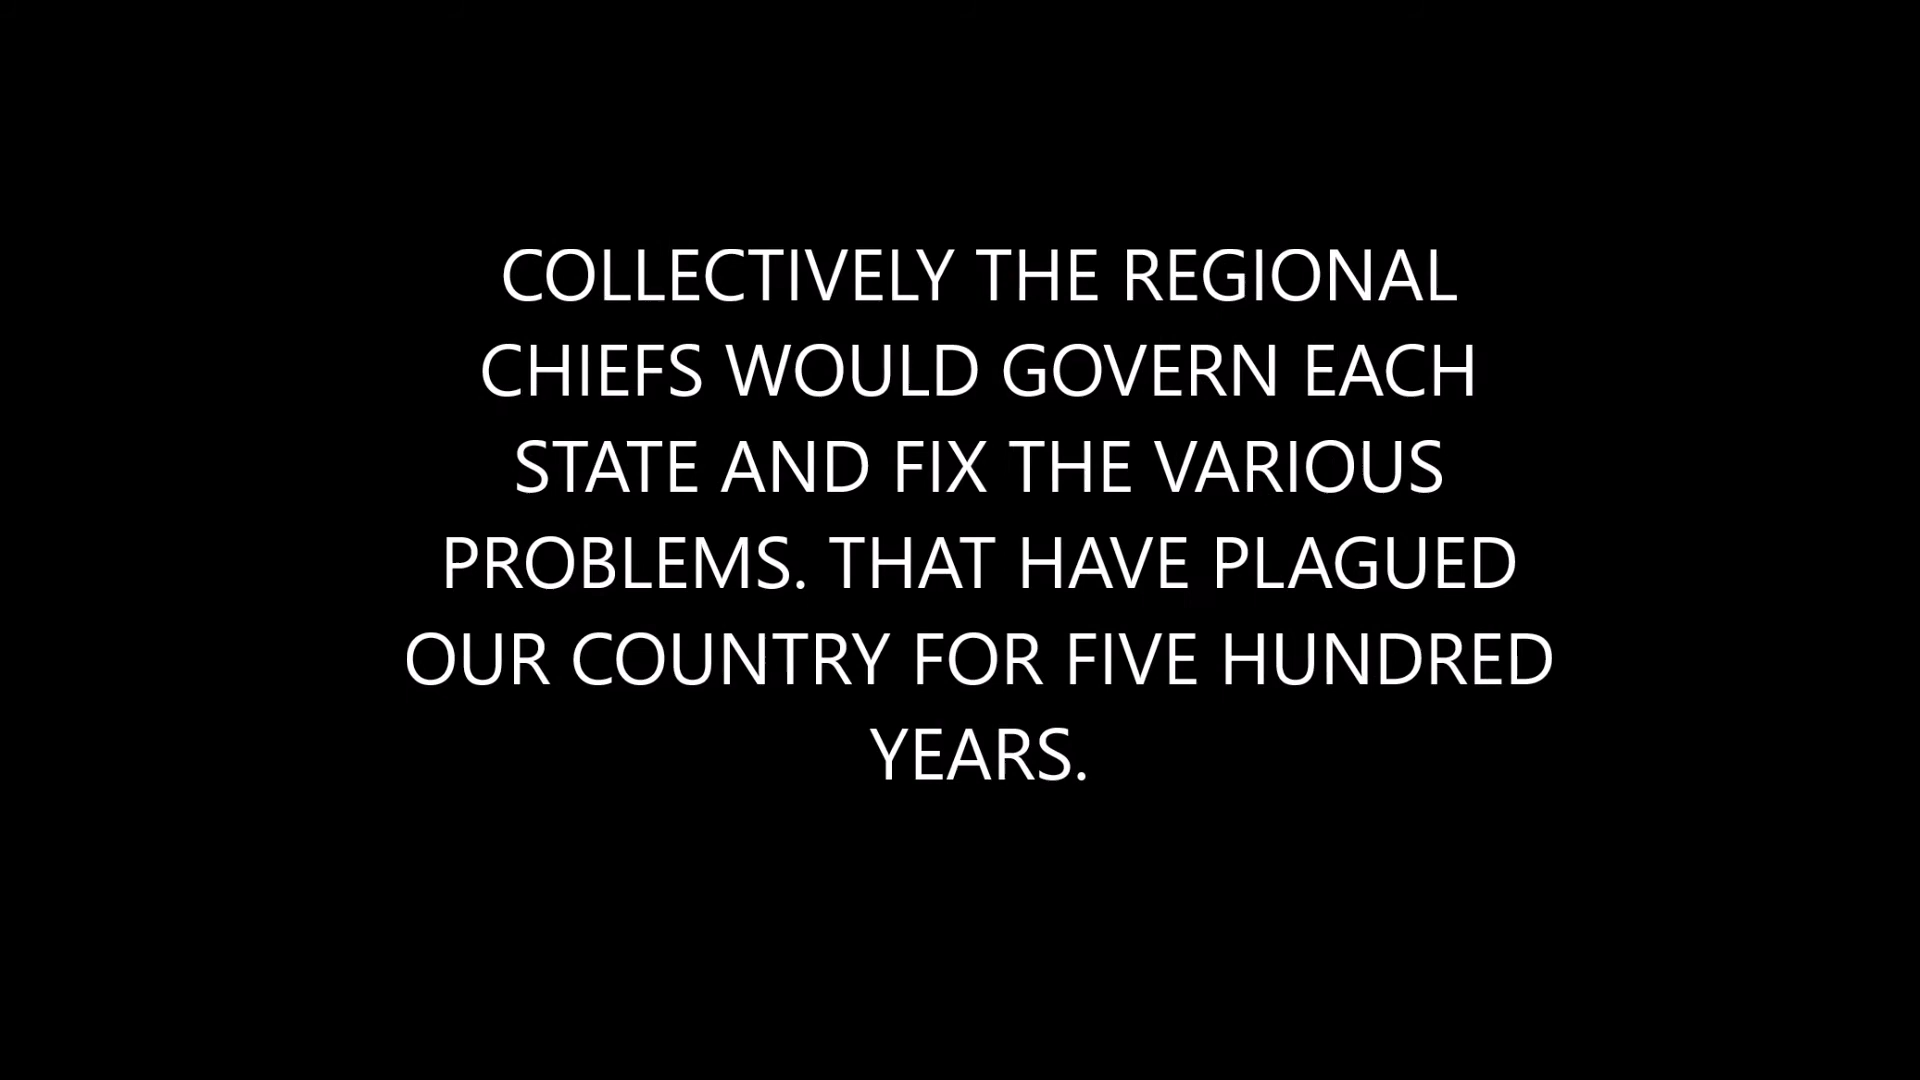 COLLECTIVELY THE REGIONAL
CHIEFS WOULD GOVERN EACH
STATE AND FIX THE VARIOUS
PROBLEMS. THAT HAVE PLAGUED
OUR COUNTRY FOR FIVE HUNDRED
YEARS.